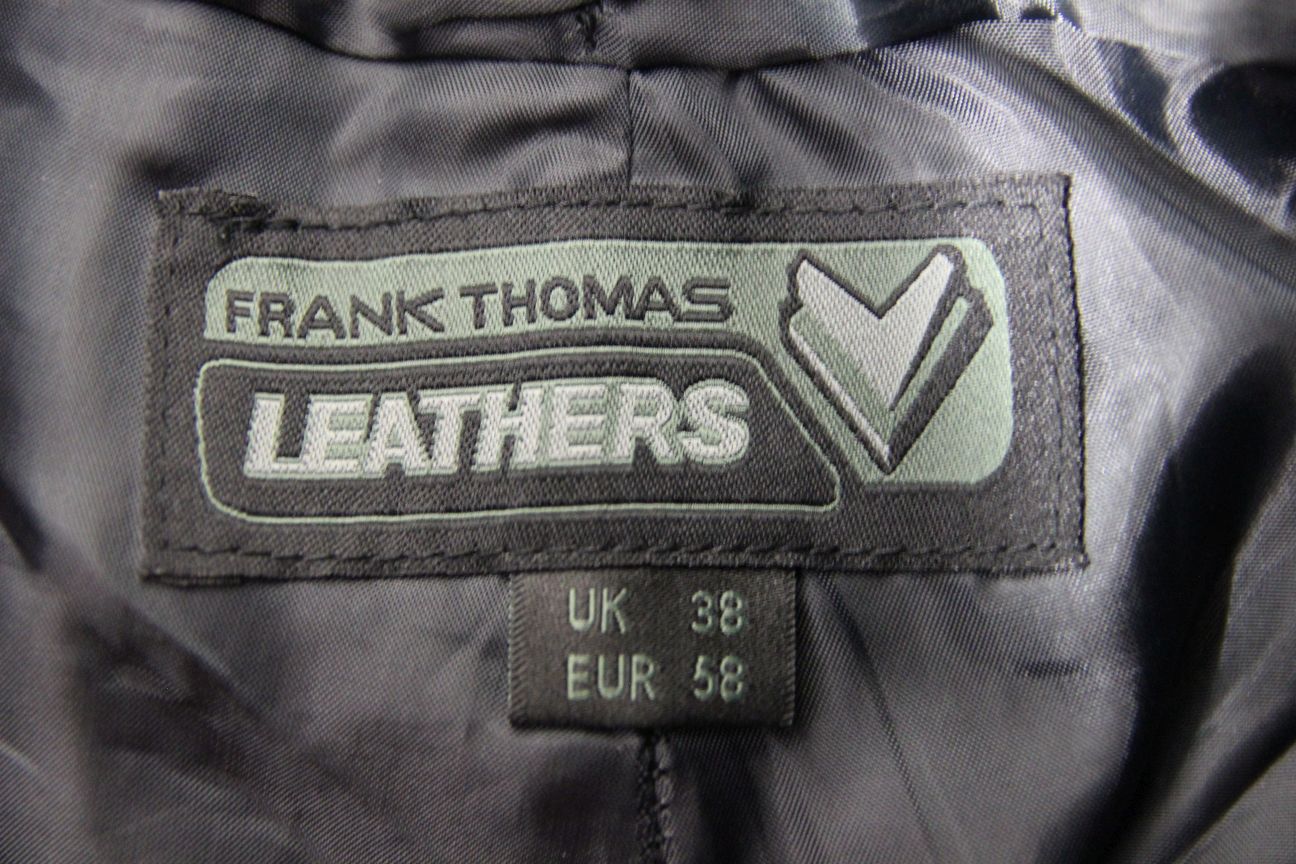 FRANK THOMAS
LEATHERS
UK 38
EUR 58